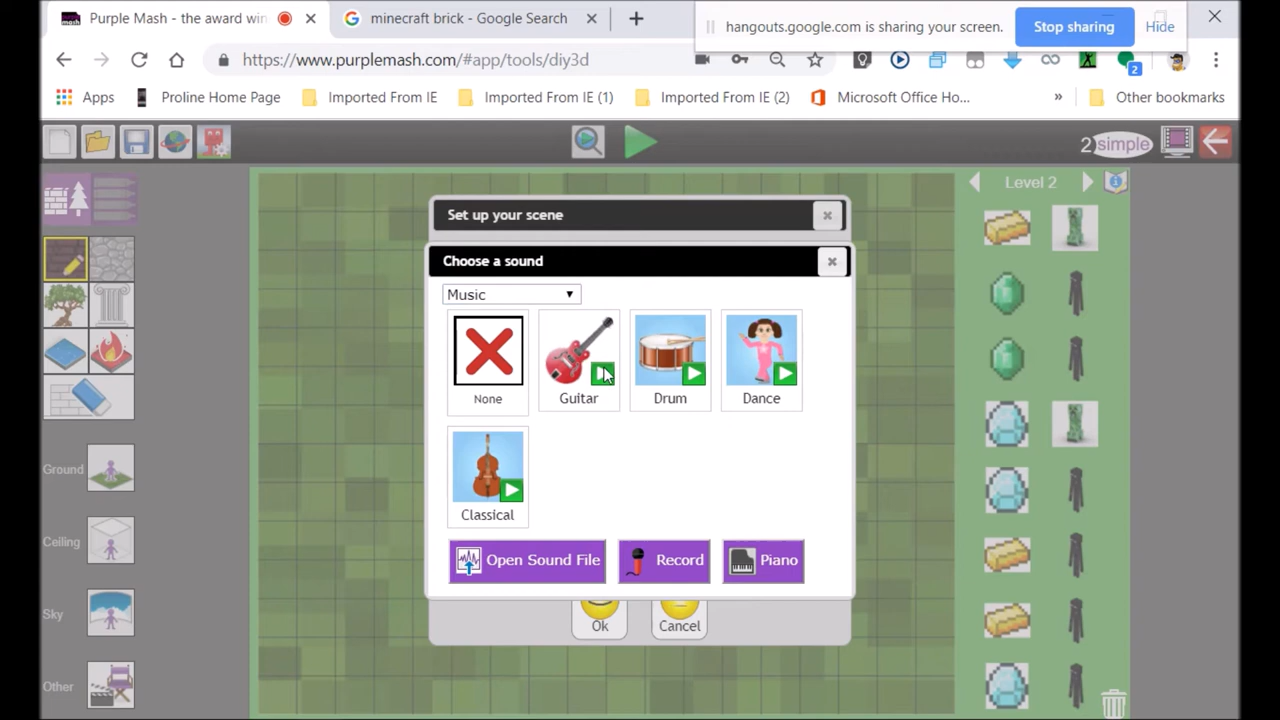 Purple Mash - the award win
minecraft brick - Google Search
hangouts.google.com is sharing your screen.
Stop sharing
Hide
https://www.purplemash.com/#app/tools/diy3d
2
Apps
Proline Home Page
Imported From IE
Imported From IE (1)
Imported From IE (2)
Microsoft Office Ho...
»
Other bookmarks
2simple
Level 2
Set up your scene
Choose a sound
Music
None
Guitar
Drum
Dance
Classical
Open Sound File
Record
Piano
Ok
Cancel
Ground
Ceiling
Sky
Other